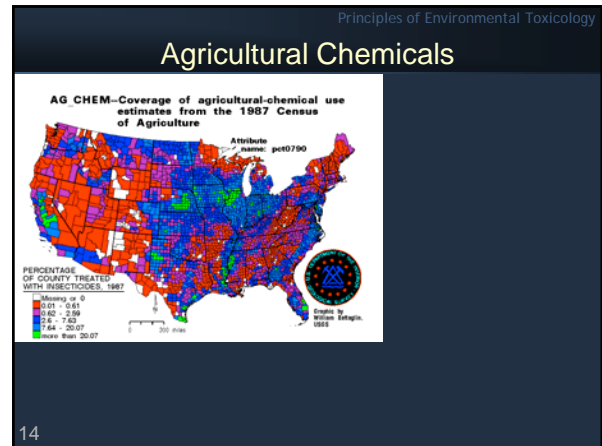 Principles of Environmental Toxicology
Agricultural Chemicals
AG_CHEM--Coverage of agricultural-chemical use
estimates from the 1987 Census
of Agriculture
Attribute
name: pct0790
PERCENTAGE
OF COUNTY TREATED
WITH INSECTICIDES, 1987
Missing or 0
0.01 - 0.61
0.62 - 2.59
2.6 - 7.63
7.64 - 20.07
more than 20.07
0 200 miles
Graphic by
William Battaglin,
USGS
14